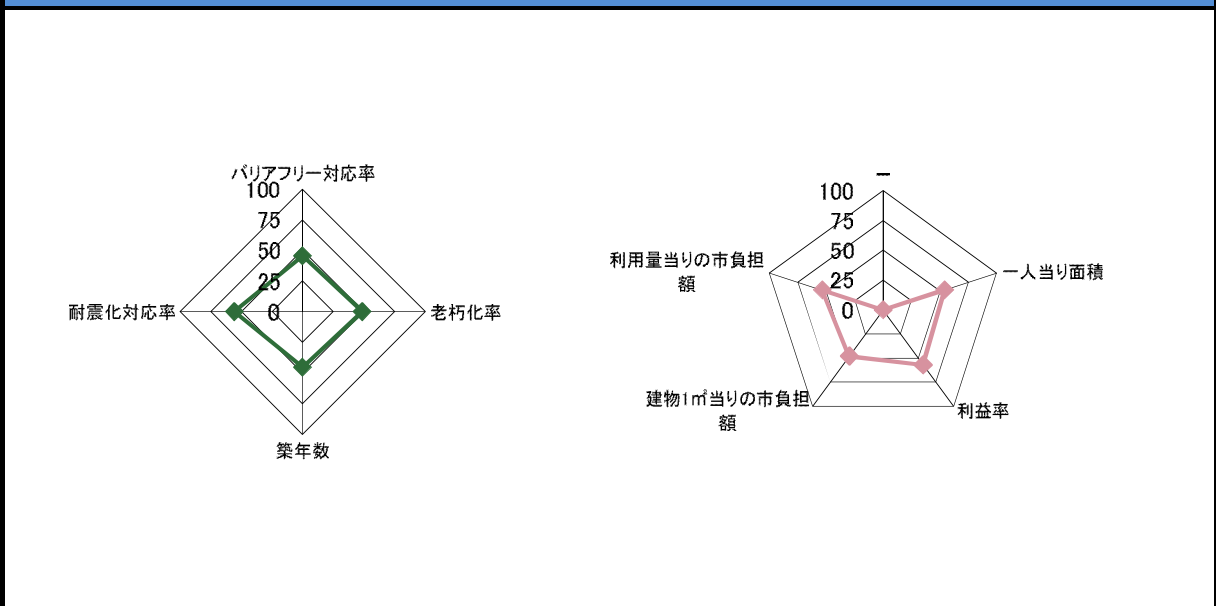 バリアフリー対応率
100
75
50
25
0
耐震化対応率
老朽化率
築年数
ー
100
75
50
25
0
利用量当りの市負担
額
一人当り面積
建物1㎡当りの市負担
額
利益率